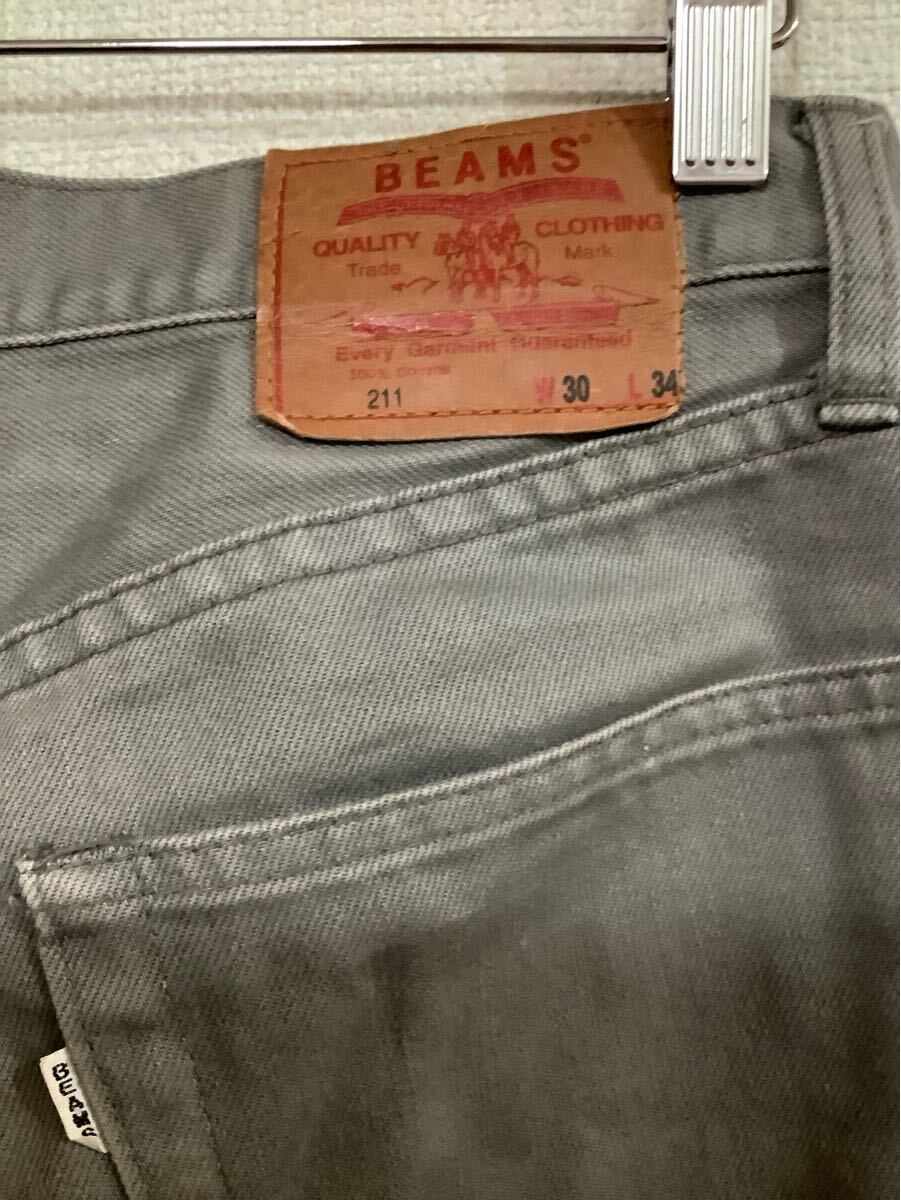 BEAMS®
QUALITY CLOTHING
Trade Mark
Every Garment Guaranteed
100% COTTON
211 W 30 L 34
BEAMS